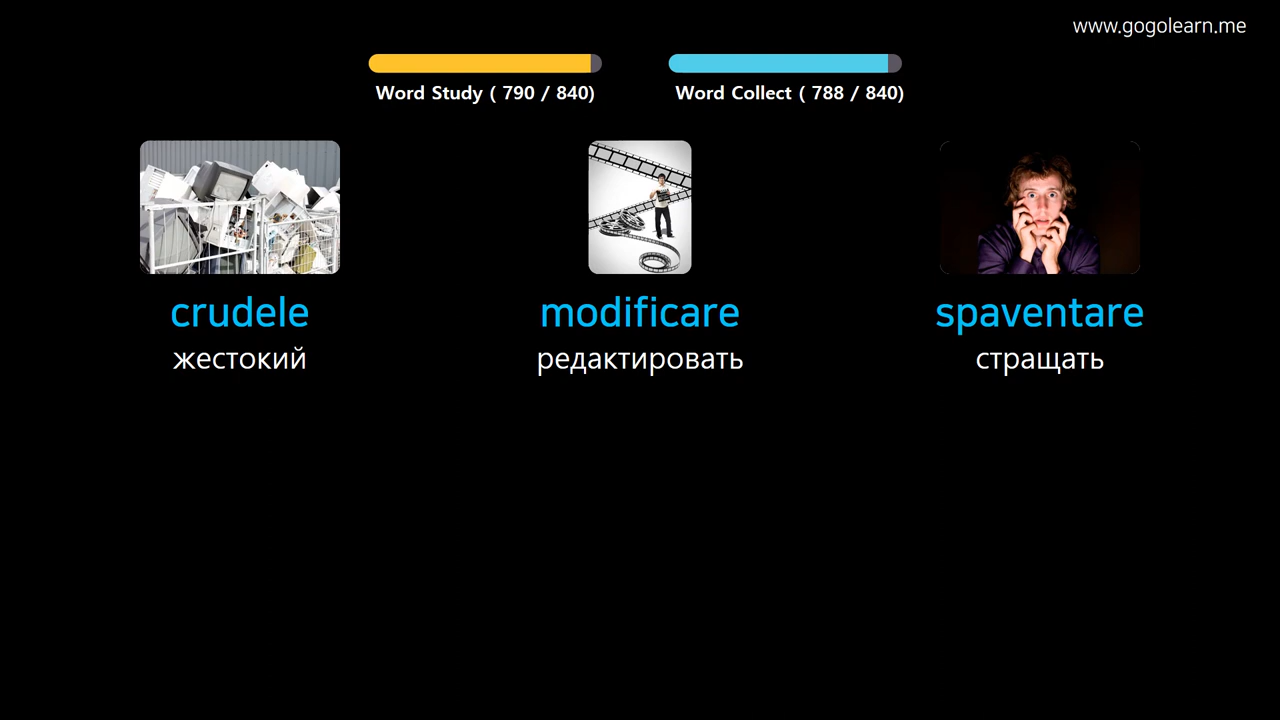 www.gogolearn.me
Word Study ( 790 / 840)
Word Collect ( 788 / 840)
crudele
modificare
spaventare
жестокий
редактировать
стращать